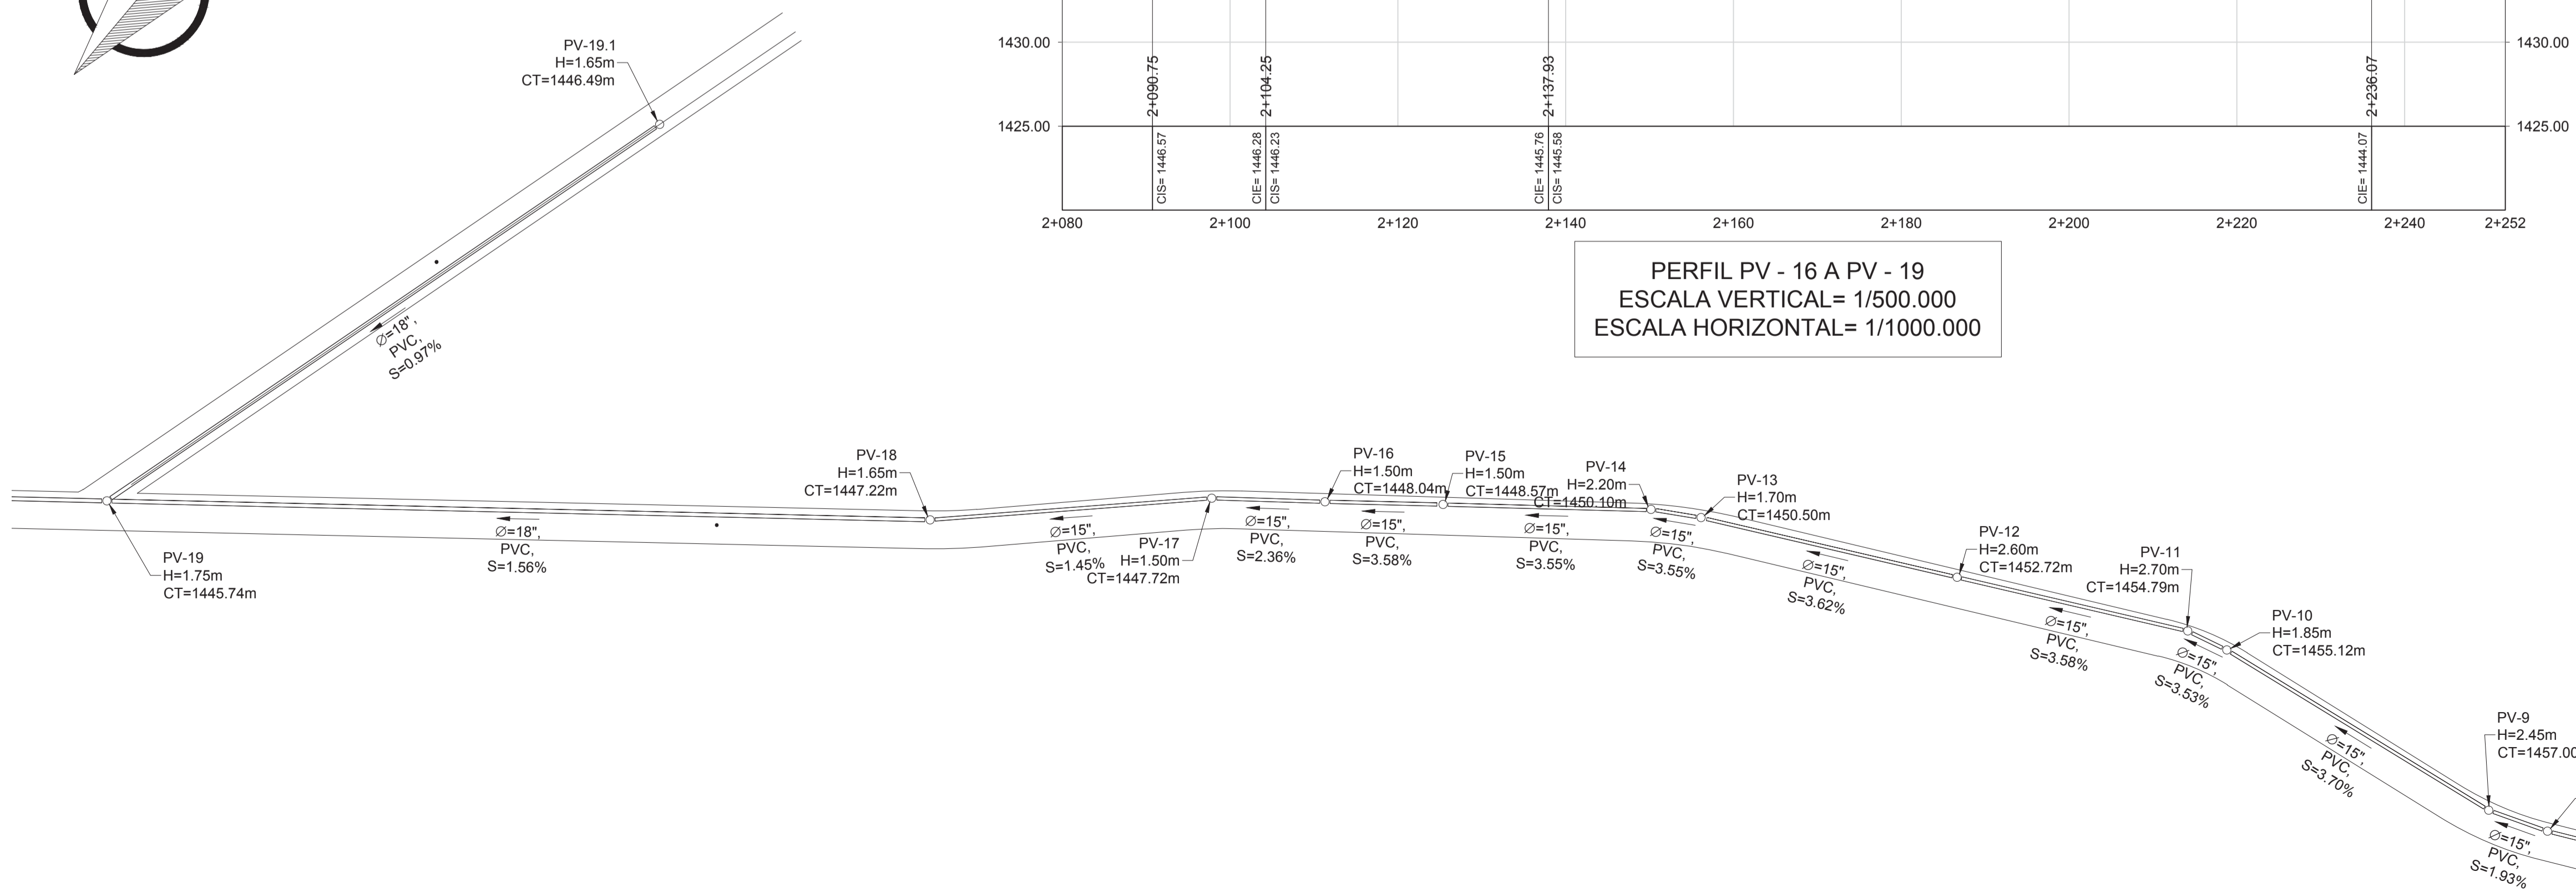 1430.00
1430.00
1425.00
1425.00
2+090.75
2+104.25
2+137.93
2+236.07
CIS= 1446.57
CIE= 1446.28
CIS= 1446.23
CIE= 1445.76
CIS= 1445.58
CIE= 1444.07
2+080
2+100
2+120
2+140
2+160
2+180
2+200
2+220
2+240
2+252
PERFIL PV - 16 A PV - 19
ESCALA VERTICAL= 1/500.000
ESCALA HORIZONTAL= 1/1000.000
PV-19.1
H=1.65m
CT=1446.49m
Ø=18",
PVC,
S=0.97%
PV-19
H=1.75m
CT=1445.74m
Ø=18",
PVC,
S=1.56%
PV-18
H=1.65m
CT=1447.22m
Ø=15",
PVC,
S=1.45%
PV-17
H=1.50m
CT=1447.72m
Ø=15",
PVC,
S=2.36%
PV-16
H=1.50m
CT=1448.04m
Ø=15",
PVC,
S=3.58%
PV-15
H=1.50m
CT=1448.57m
Ø=15",
PVC,
S=3.55%
PV-14
H=2.20m
CT=1450.10m
Ø=15",
PVC,
S=3.55%
PV-13
H=1.70m
CT=1450.50m
Ø=15",
PVC,
S=3.62%
PV-12
H=2.60m
CT=1452.72m
Ø=15",
PVC,
S=3.58%
PV-11
H=2.70m
CT=1454.79m
Ø=15",
PVC,
S=3.53%
PV-10
H=1.85m
CT=1455.12m
Ø=15",
PVC,
S=3.70%
PV-9
H=2.45m
CT=1457.00
Ø=15",
PVC,
S=1.93%